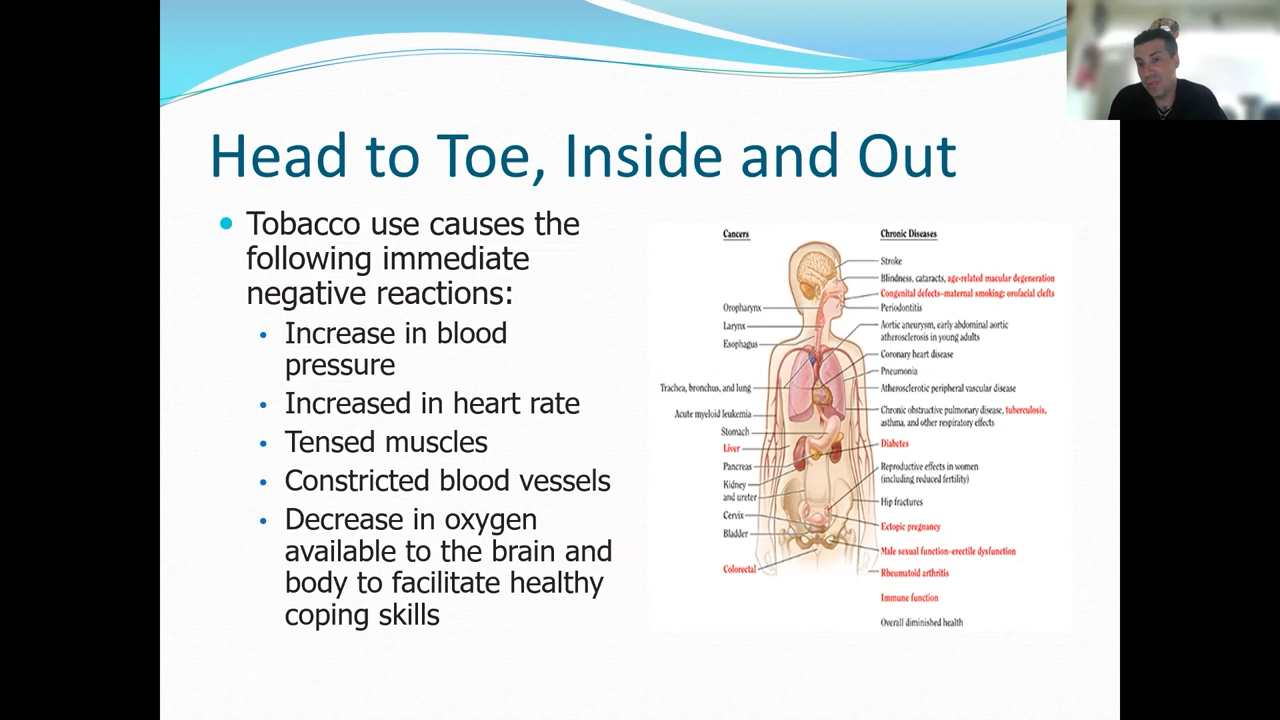 Head to Toe, Inside and Out
Tobacco use causes the
following immediate
negative reactions:
Increase in blood
pressure
Increased in heart rate
Tensed muscles
Constricted blood vessels
Decrease in oxygen
available to the brain and
body to facilitate healthy
coping skills
Cancers
Oropharynx
Larynx
Esophagus
Trachea, bronchus, and lung
Acute myeloid leukemia
Stomach
Liver
Pancreas
Kidney
and ureter
Cervix
Bladder
Colorectal
Chronic Diseases
Stroke
Blindness, cataracts, age-related macular degeneration
Congenital defects–maternal smoking: orofacial clefts
Periodontitis
Aortic aneurysm, early abdominal aortic
atherosclerosis in young adults
Coronary heart disease
Pneumonia
Atherosclerotic peripheral vascular disease
Chronic obstructive pulmonary disease, tuberculosis,
asthma, and other respiratory effects
Diabetes
Reproductive effects in women
(including reduced fertility)
Hip fractures
Ectopic pregnancy
Male sexual function–erectile dysfunction
Rheumatoid arthritis
Immune function
Overall diminished health